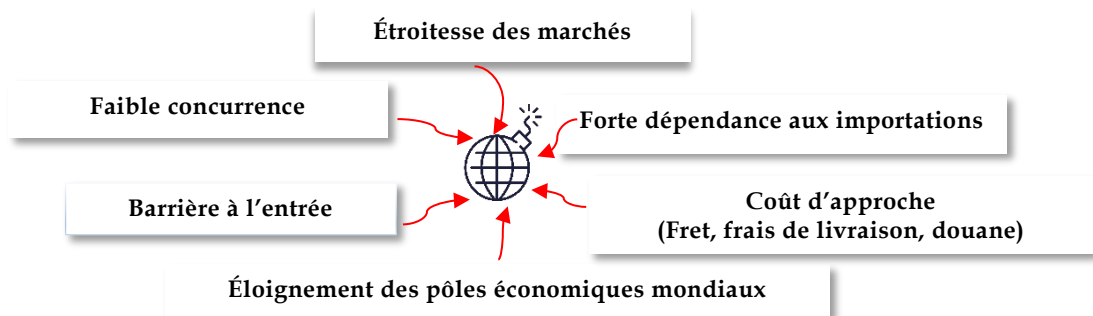 Étroitesse des marchés
Faible concurrence
Forte dépendance aux importations
Barrière à l’entrée
Coût d’approche
(Fret, frais de livraison, douane)
Éloignement des pôles économiques mondiaux